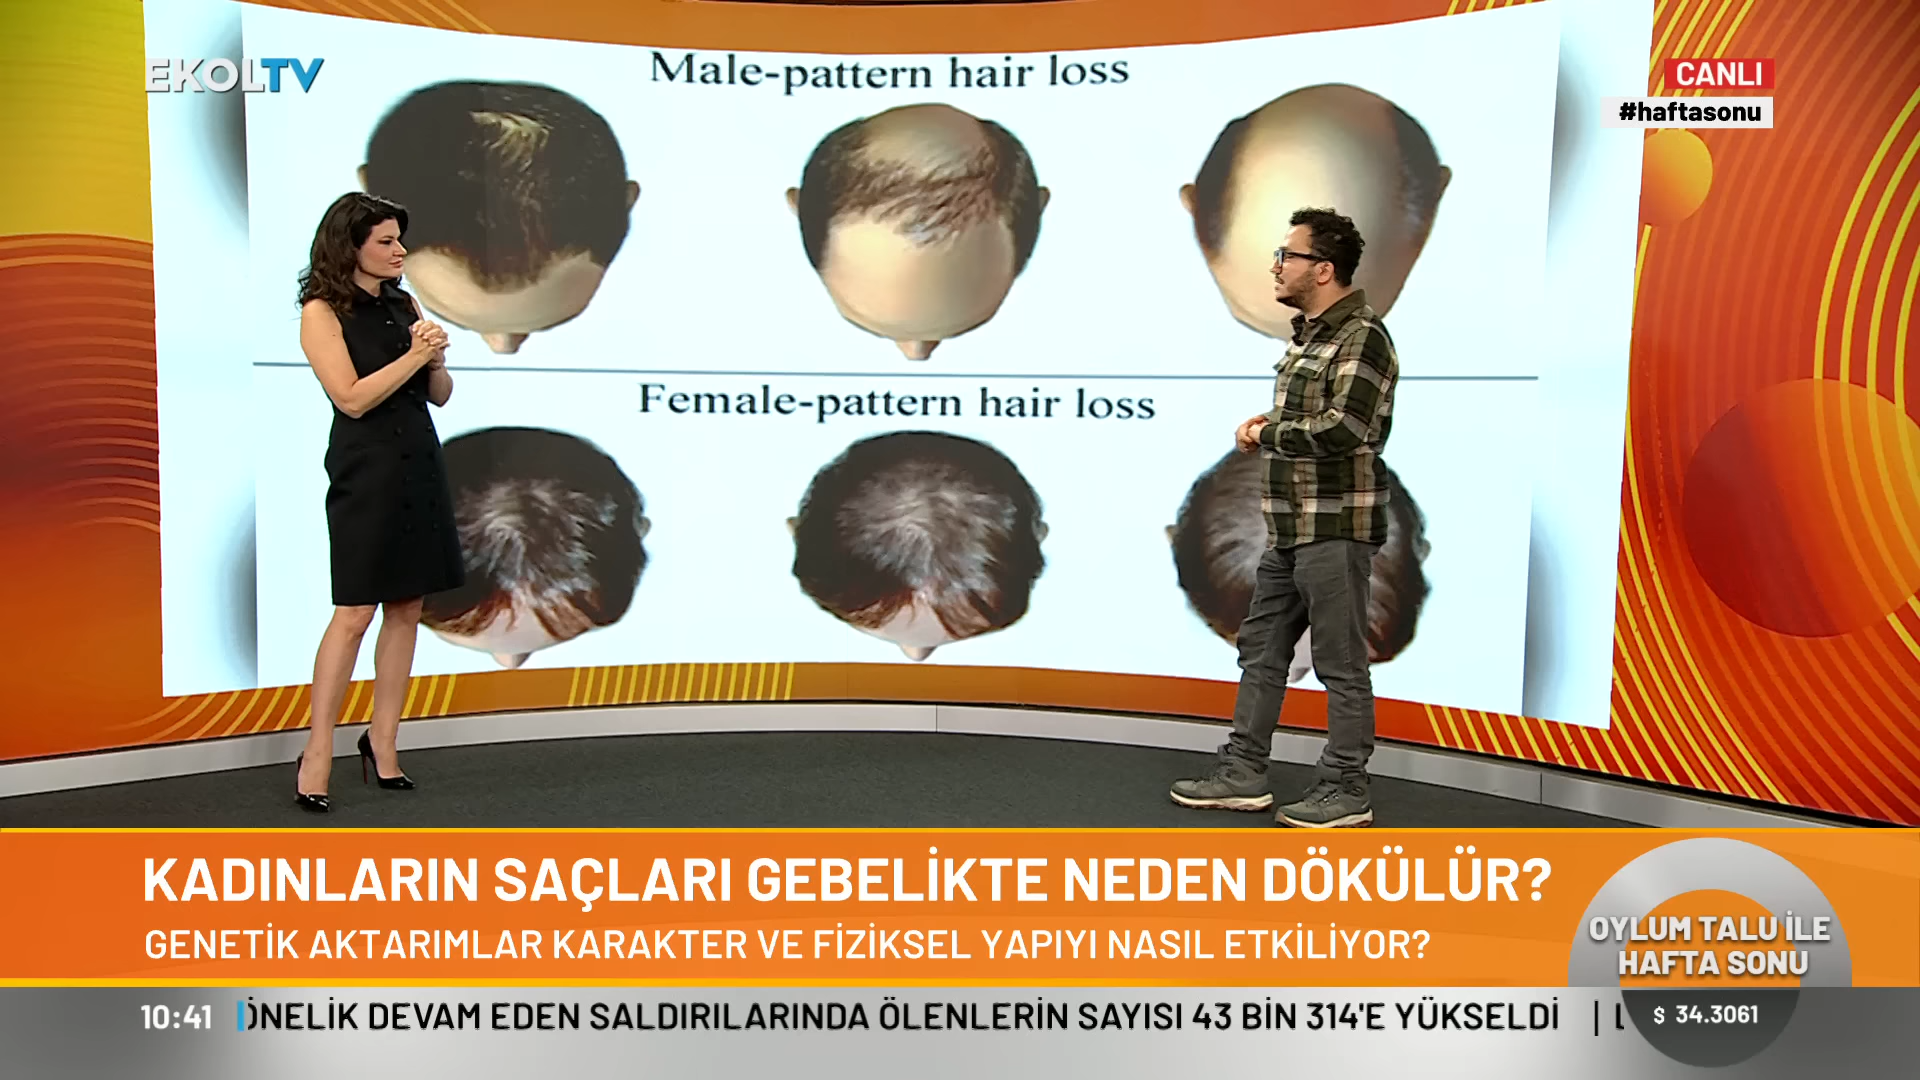 EKOLTV
Male-pattern hair loss
CANLI
#haftasonu
Female-pattern hair loss
KADINLARIN SAÇLARI GEBELİKTE NEDEN DÖKÜLÜR?
GENETİK AKTARIMLAR KARAKTER VE FİZİKSEL YAPIYI NASIL ETKİLİYOR?
OYLUM TALU İLE
HAFTA SONU
10:41
DEVAM EDEN SALDIRILARINDA ÖLENLERİN SAYISI 43 BİN 314'E YÜKSELDİ |
$ 34.3061